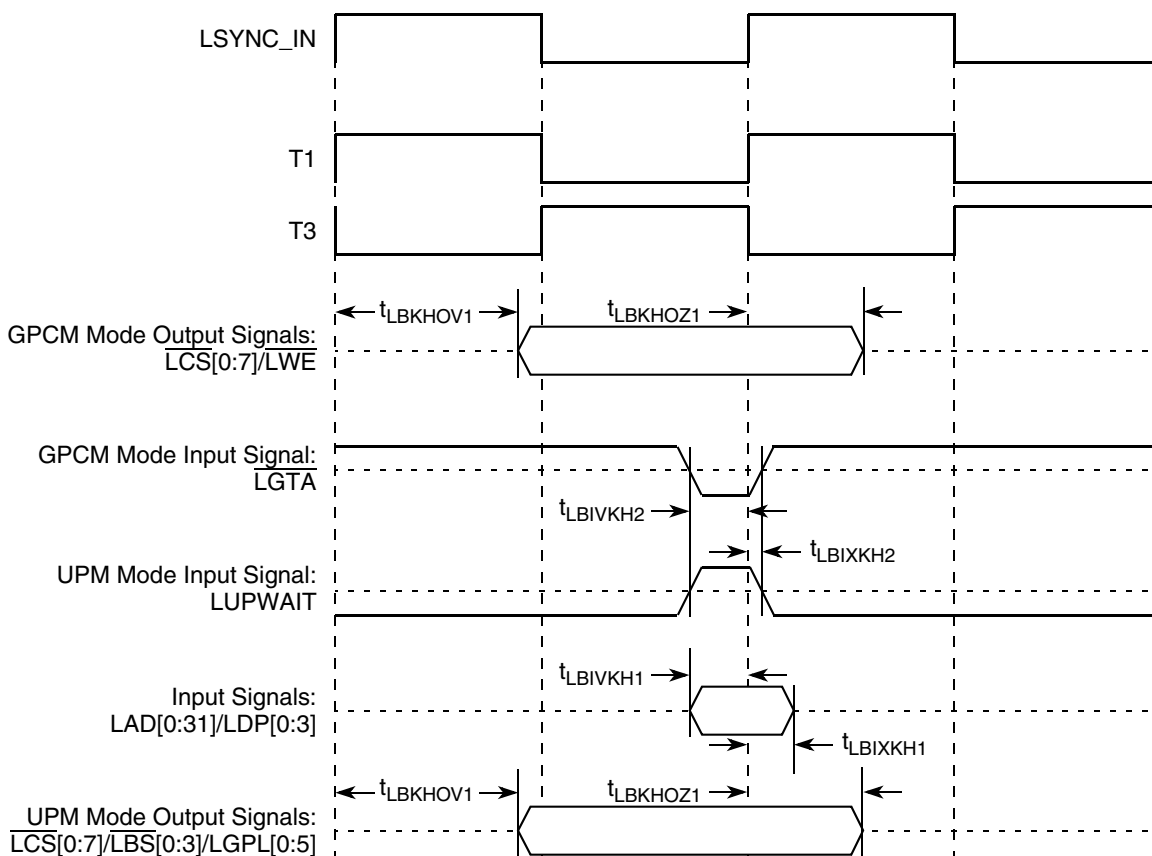 LSYNC_IN
T1
T3
tLBKHOV1
tLBKHOZ1
GPCM Mode Output Signals:
LCS[0:7]/LWE
GPCM Mode Input Signal:
LGTA
tLBIVKH2
tLBIXKH2
UPM Mode Input Signal:
LUPWAIT
tLBIVKH1
Input Signals:
LAD[0:31]/LDP[0:3]
tLBIXKH1
tLBKHOV1
tLBKHOZ1
UPM Mode Output Signals:
LCS[0:7]/LBS[0:3]/LGPL[0:5]